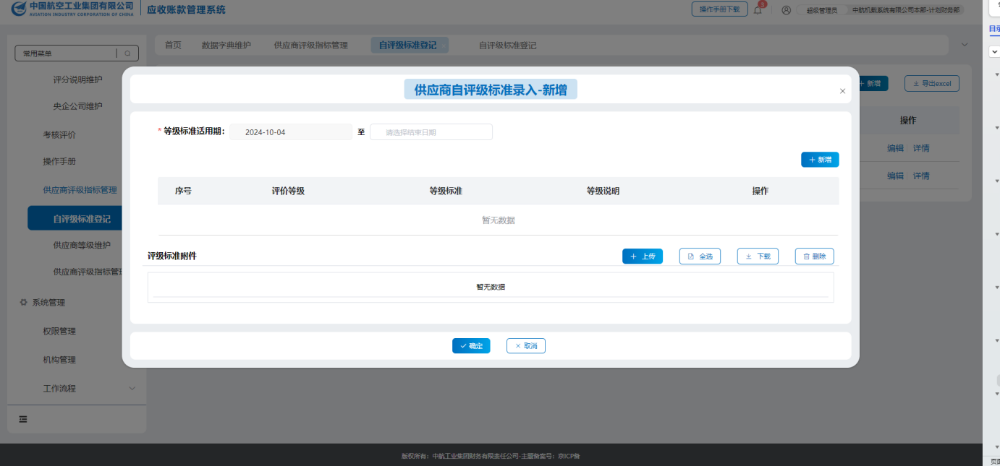 中国航空工业集团有限公司
AVIATION INDUSTRY CORPORATION OF CHINA
应收账款管理系统
操作手册下载
3
超级管理员
中航机载系统有限公司本部-计划财务部
常用菜单
首页
数据字典维护
供应商评级指标管理
自评级标准登记
自评级标准登记
评分说明维护
央企公司维护
考核评价
操作手册
供应商评级指标管理
自评级标准登记
供应商等级维护
供应商评级指标管
系统管理
权限管理
机构管理
工作流程
新增
导出excel
操作
编辑 详情
编辑 详情
供应商自评级标准录入-新增
* 等级标准适用期： 2024-10-04 至 请选择结束日期
+ 新增
序号 评价等级 等级标准 等级说明 操作
暂无数据
评级标准附件
+ 上传 全选 下载 删除
暂无数据
确定 取消
版权所有：中航工业集团财务有限责任公司-主题备案号：京ICP备